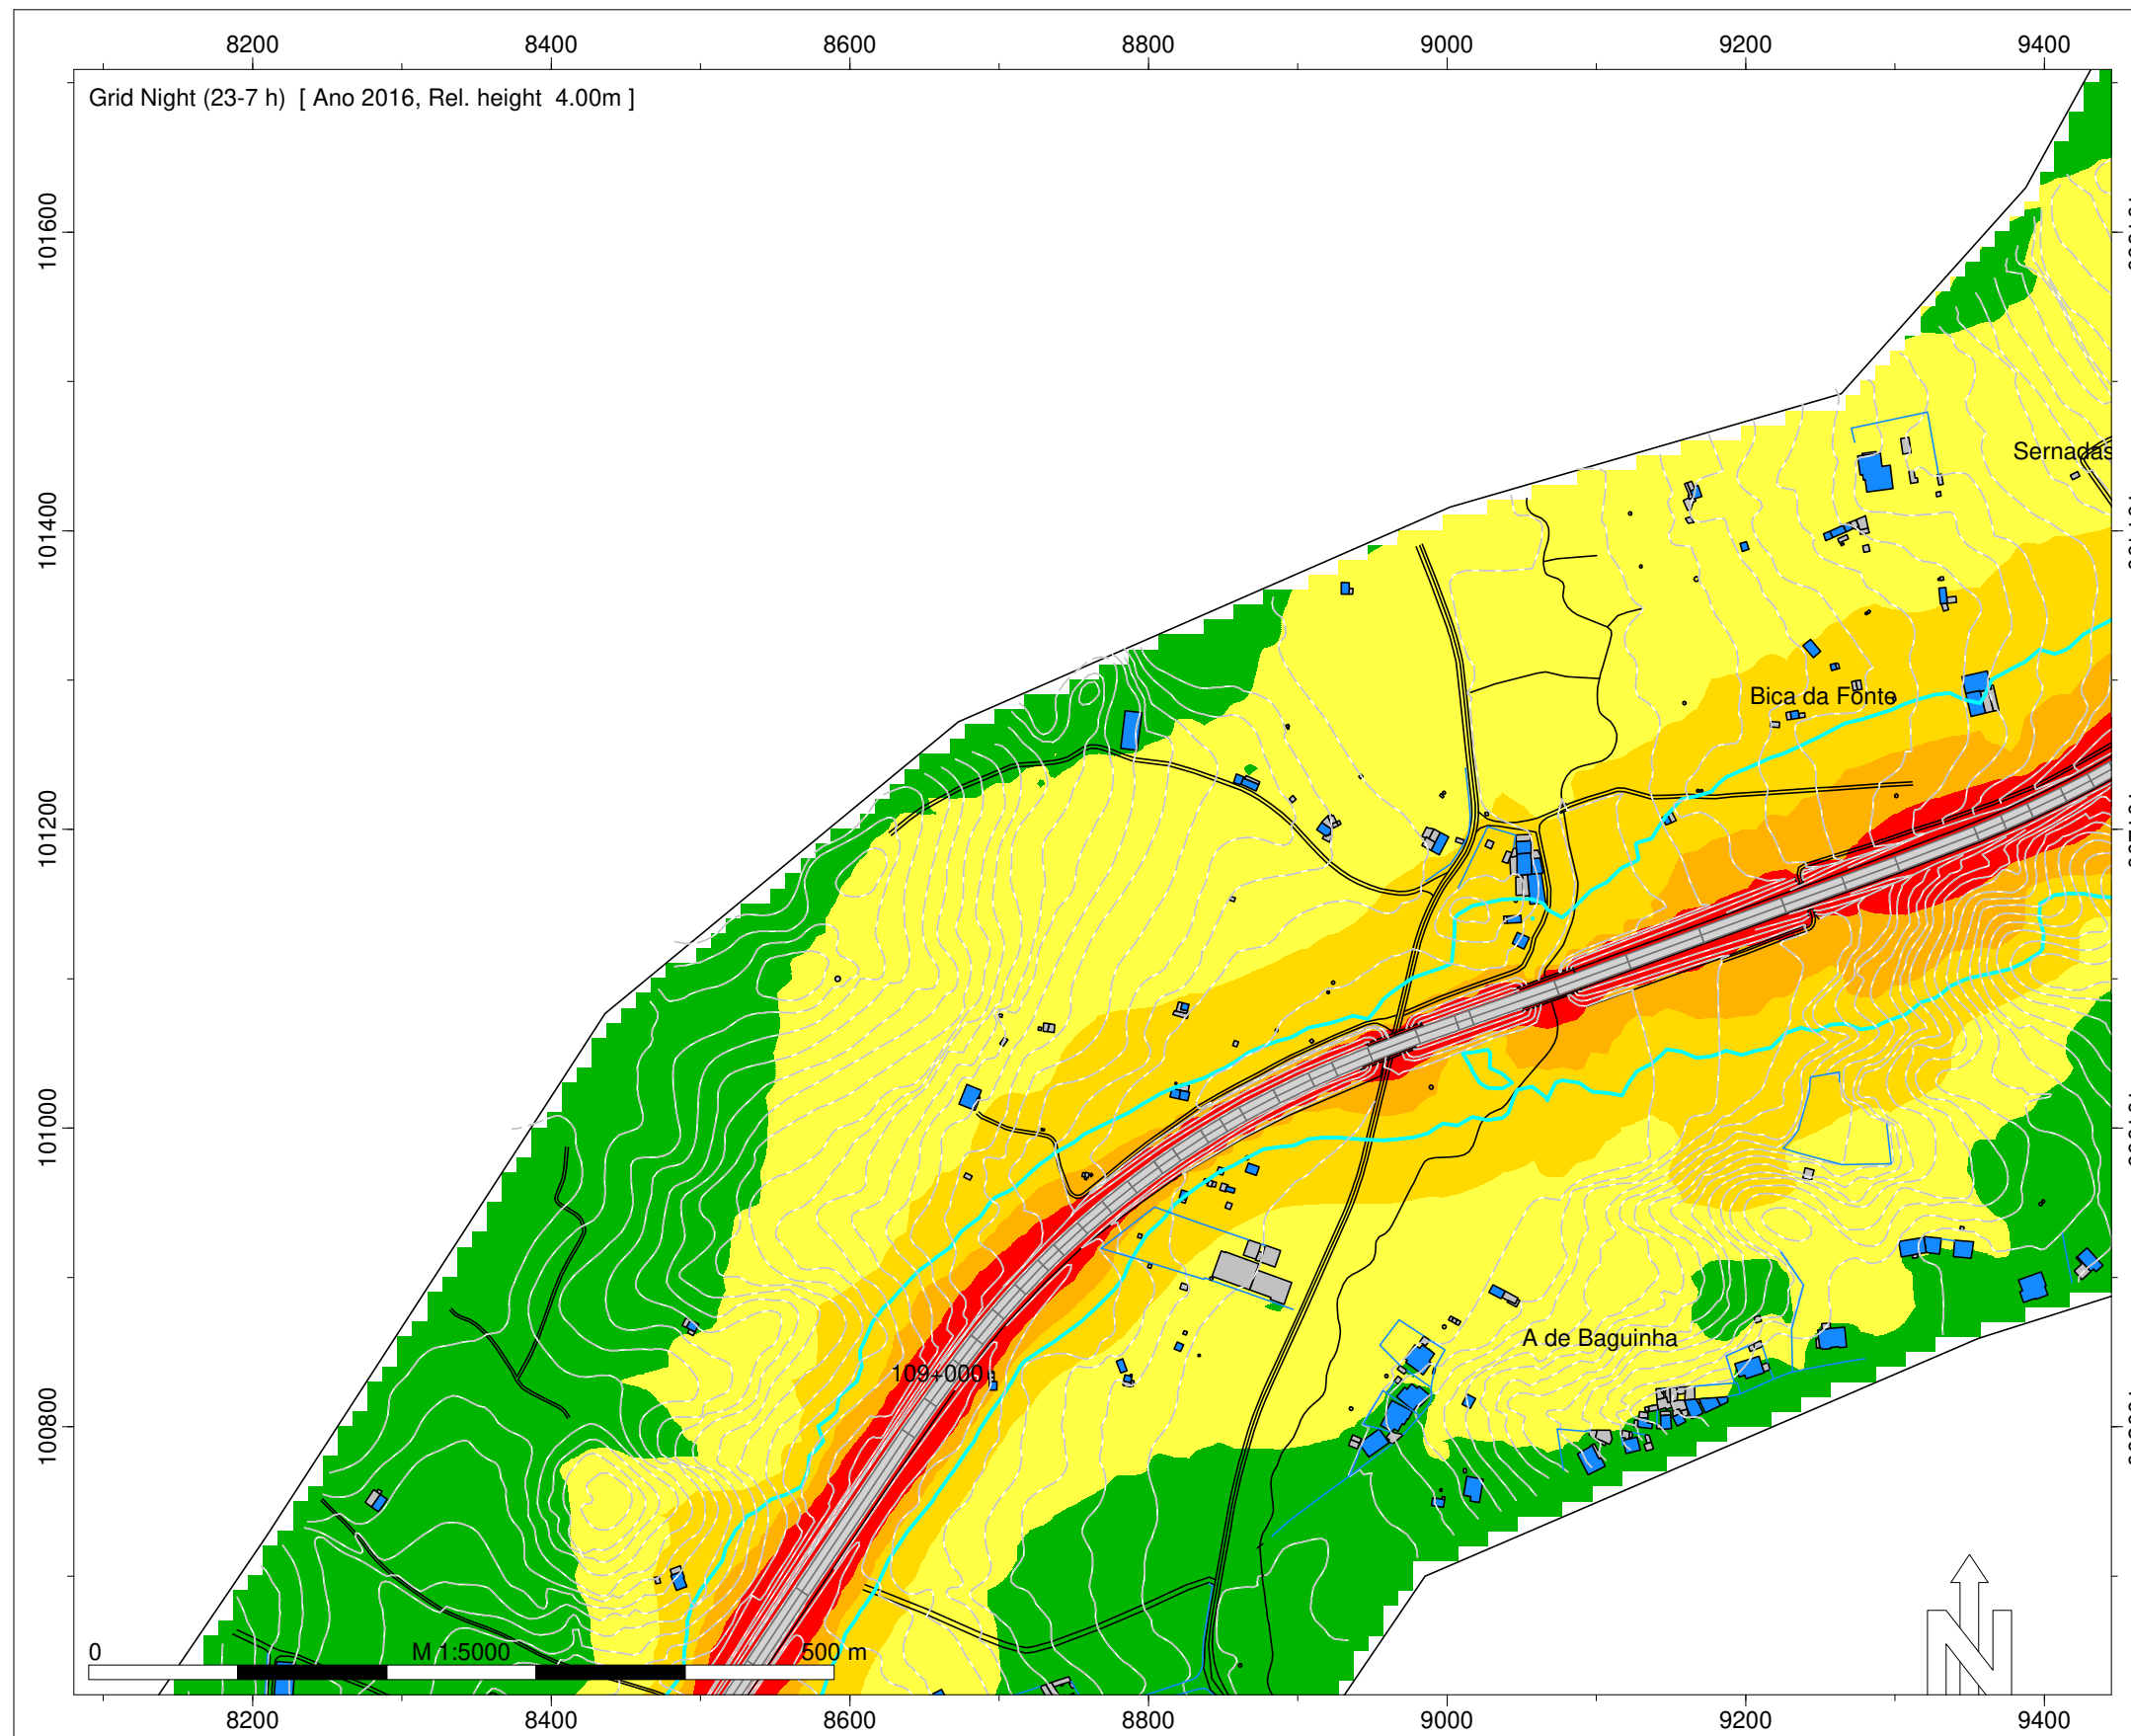 8200 8400 8600 8800 9000 9200 9400
Grid Night (23-7 h) [ Ano 2016, Rel. height 4.00m ]
101600
101400
Sernadas
Bica da Fonte
101200
101000
A de Baguinha
109+000
100800
0 M 1:5000 500 m
N
8200 8400 8600 8800 9000 9200 9400